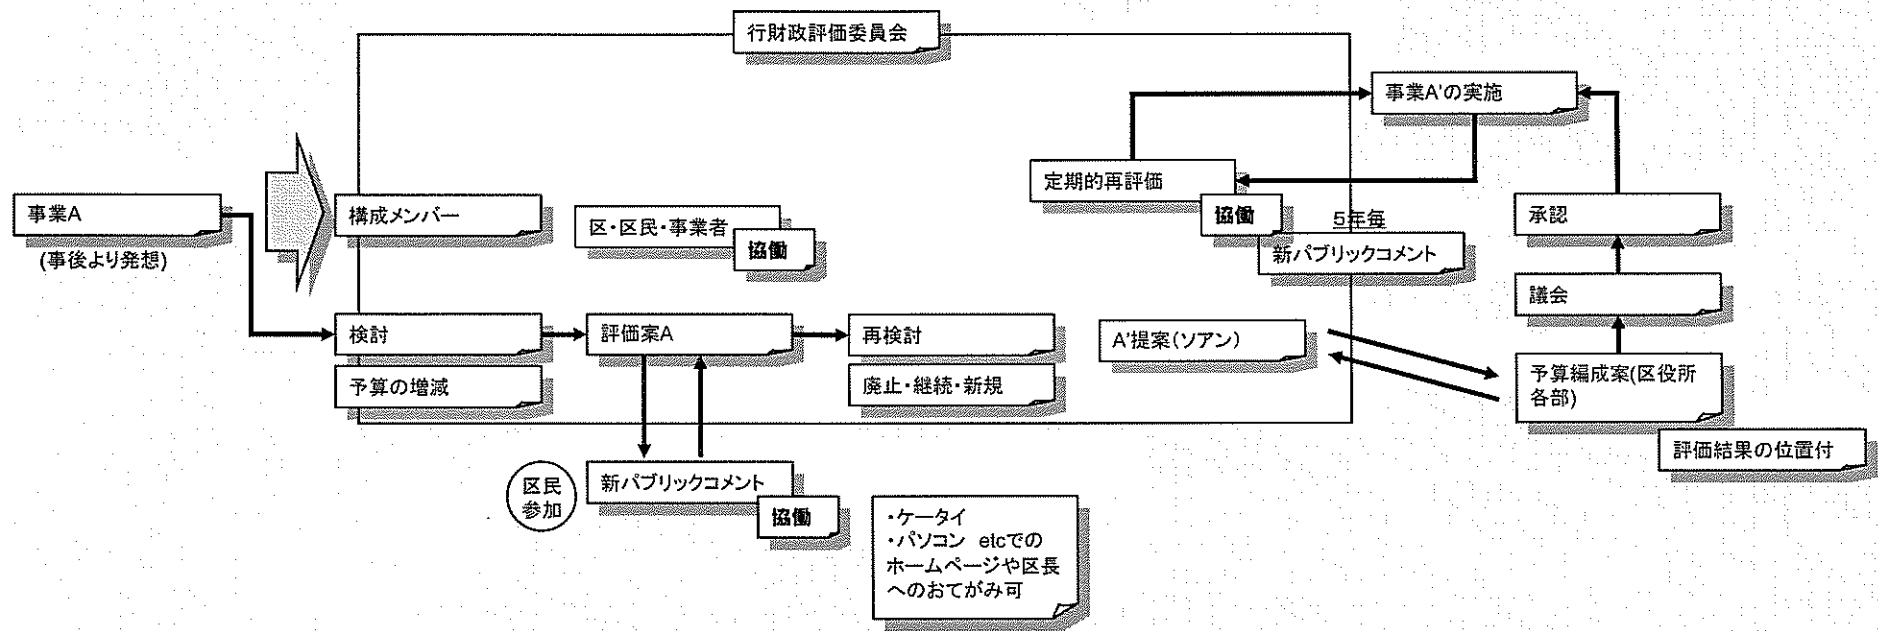 行財政評価委員会
事業A'の実施
定期的再評価
協働
5年毎
新パブリックコメント
承認
議会
事業A
(事後より発想)
構成メンバー
区・区民・事業者
協働
検討
予算の増減
評価案A
再検討
廃止・継続・新規
A'提案(ソアン)
予算編成案(区役所
各部)
評価結果の位置付
区民
参加
新パブリックコメント
協働
・ケータイ
・パソコン etcでの
ホームページや区長
へのおてがみ可